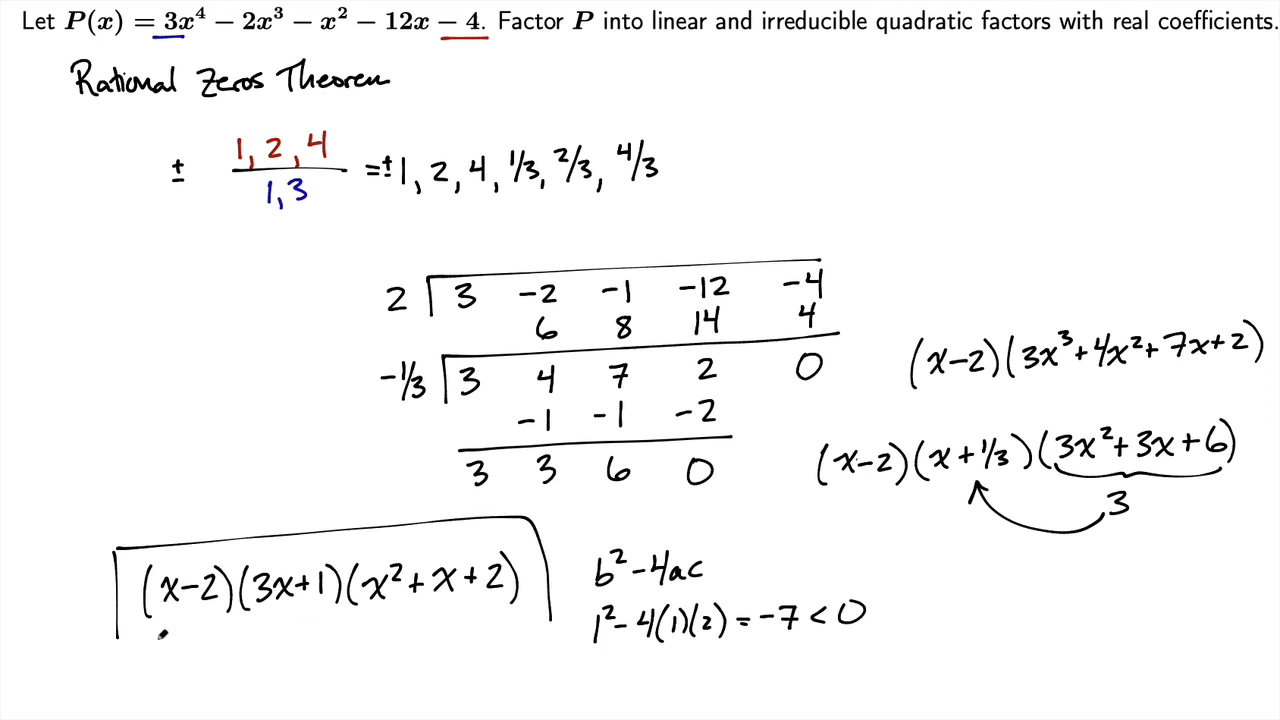 Let P(x) = 3x⁴ − 2x³ − x² − 12x − 4. Factor P into linear and irreducible quadratic factors with real coefficients.
Rational Zeros Theorem
± 1, 2, 4 / 1, 3 = ± 1, 2, 4, 1/3, 2/3, 4/3
2 | 3 -2 -1 -12 -4
6 8 14 4
-1/3 | 3 4 7 2 0
(x-2)(3x³+4x²+7x+2)
-1 -1 -2
3 3 6 0
(x-2)(x+1/3)(3x²+3x+6)
3
(x-2)(3x+1)(x²+x+2)
b²-4ac
1²-4(1)(2) = -7 < 0